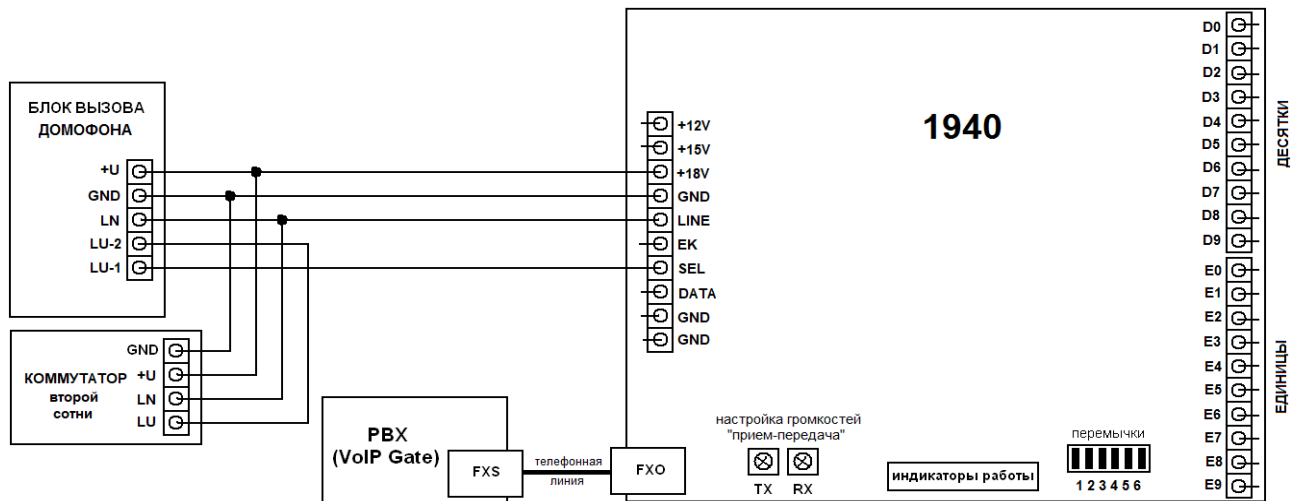 БЛОК ВЫЗОВА
ДОМОФОНА
+U
GND
LN
LU-2
LU-1
GND
+U
LN
LU
КОММУТАТОР
второй
сотни
PBX
(VoIP Gate)
FXS
телефонная
линия
FXO
1940
+12V
+15V
+18V
GND
LINE
EK
SEL
DATA
GND
GND
настройка громкостей
"прием-передача"
TX RX
индикаторы работы
перемычки
1 2 3 4 5 6
D0
D1
D2
D3
D4
D5
D6
D7
D8
D9
ДЕСЯТКИ
E0
E1
E2
E3
E4
E5
E6
E7
E8
E9
ЕДИНИЦЫ